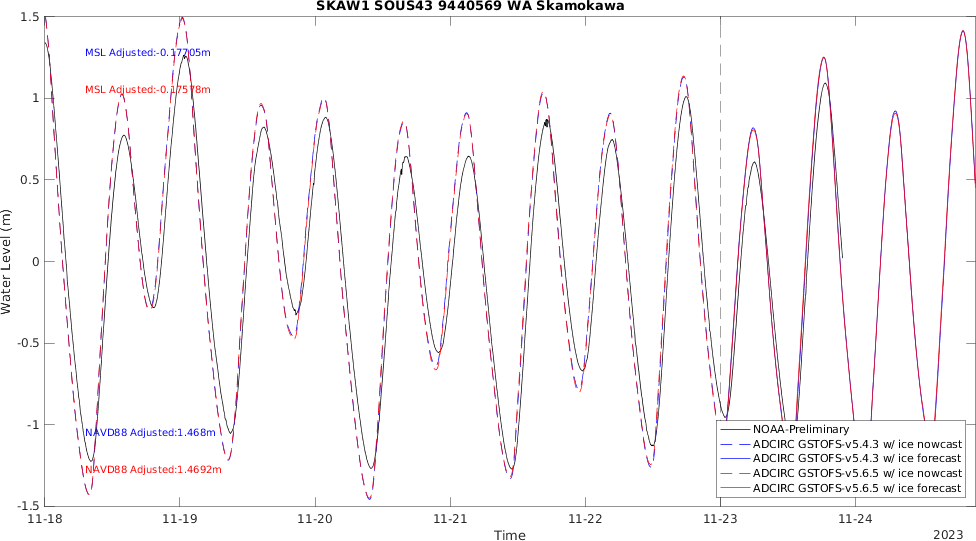 SKAW1 SOUS43 9440569 WA Skamokawa
1.5
MSL Adjusted:-0.17705m
1
MSL Adjusted:-0.17578m
0.5
Water Level (m)
0
-0.5
-1
NAVD88 Adjusted:1.468m
NAVD88 Adjusted:1.4692m
-1.5
NOAA-Preliminary
ADCIRC GSTOFS-v5.4.3 w/ ice nowcast
ADCIRC GSTOFS-v5.4.3 w/ ice forecast
ADCIRC GSTOFS-v5.6.5 w/ ice nowcast
ADCIRC GSTOFS-v5.6.5 w/ ice forecast
11-18 11-19 11-20 11-21 11-22 11-23 11-24
Time
2023